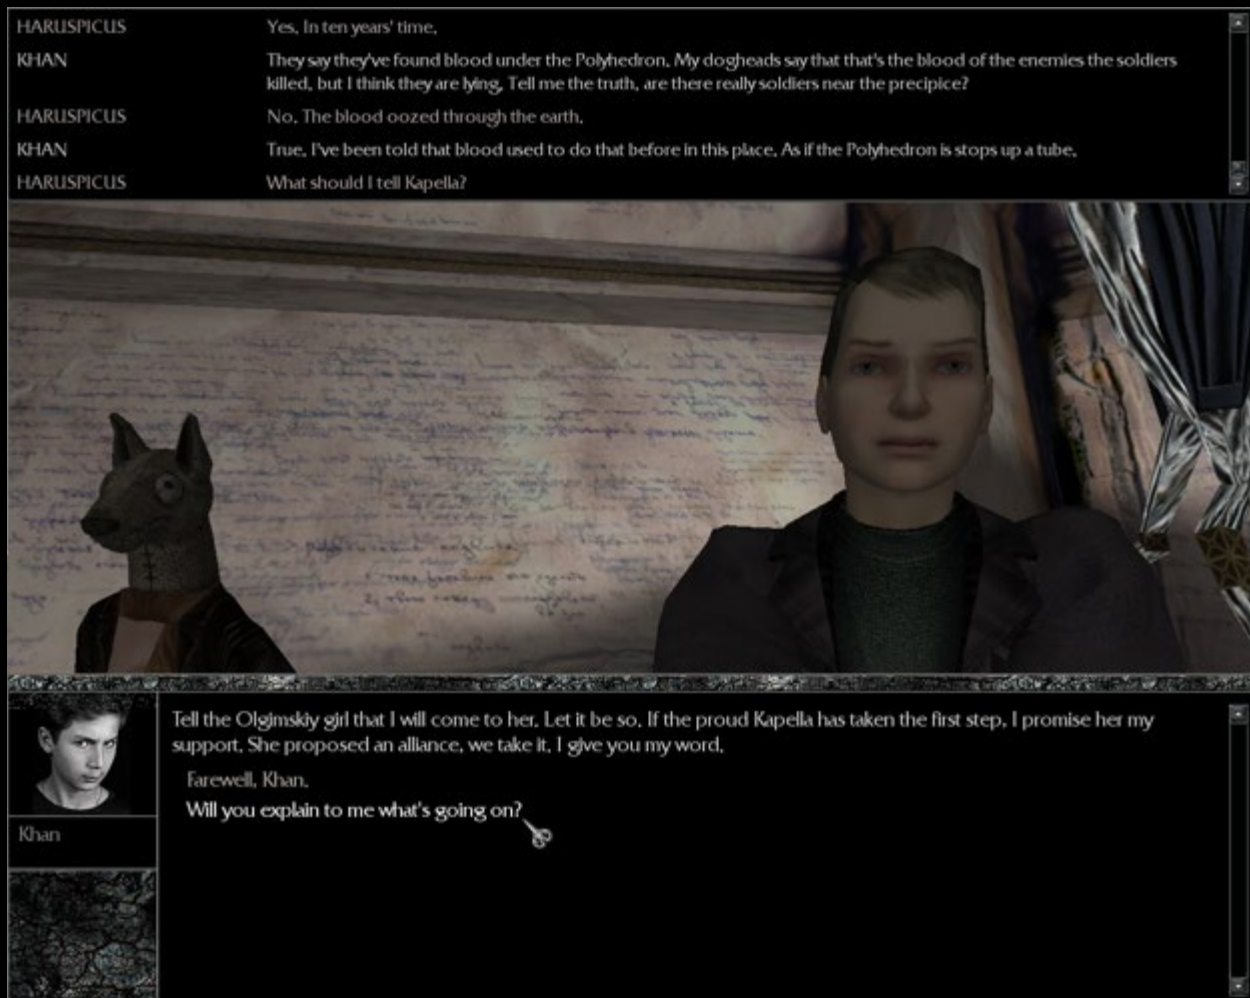 HARUSPICUS Yes. In ten years' time.
KHAN They say they've found blood under the Polyhedron. My dogheads say that that's the blood of the enemies the soldiers
killed, but I think they are lying. Tell me the truth, are there really soldiers near the precipice?
HARUSPICUS No. The blood oozed through the earth.
KHAN True. I've been told that blood used to do that before in this place. As if the Polyhedron is stops up a tube.
HARUSPICUS What should I tell Kapella?
Tell the Olgimskiy girl that I will come to her. Let it be so. If the proud Kapella has taken the first step, I promise her my
support. She proposed an alliance, we take it. I give you my word.
Farewell, Khan.
Will you explain to me what's going on?
Khan